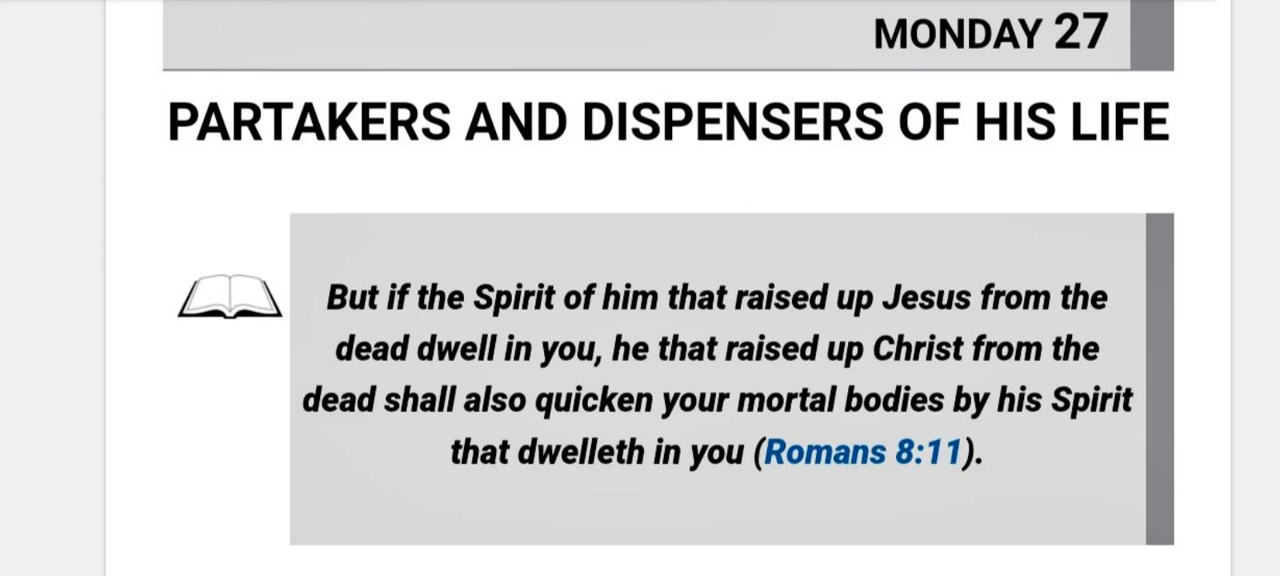 MONDAY 27
PARTAKERS AND DISPENSERS OF HIS LIFE
But if the Spirit of him that raised up Jesus from the
dead dwell in you, he that raised up Christ from the
dead shall also quicken your mortal bodies by his Spirit
that dwelleth in you (Romans 8:11).